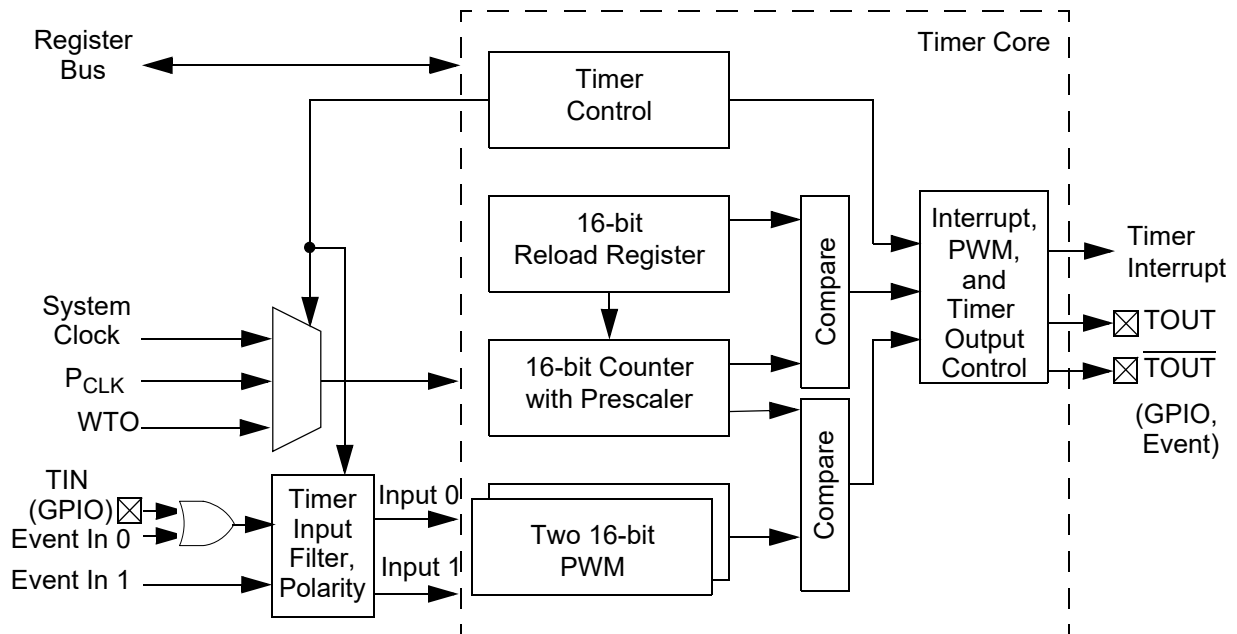 Register
Bus
Timer Core
Timer
Control
16-bit
Reload Register
Compare
Interrupt,
PWM,
and
Timer
Output
Control
Timer
Interrupt
TOUT
TOUT
(GPIO,
Event)
System
Clock
PCLK
WTO
16-bit Counter
with Prescaler
Compare
TIN
(GPIO)
Event In 0
Event In 1
Timer
Input
Filter,
Polarity
Input 0
Input 1
Two 16-bit
PWM